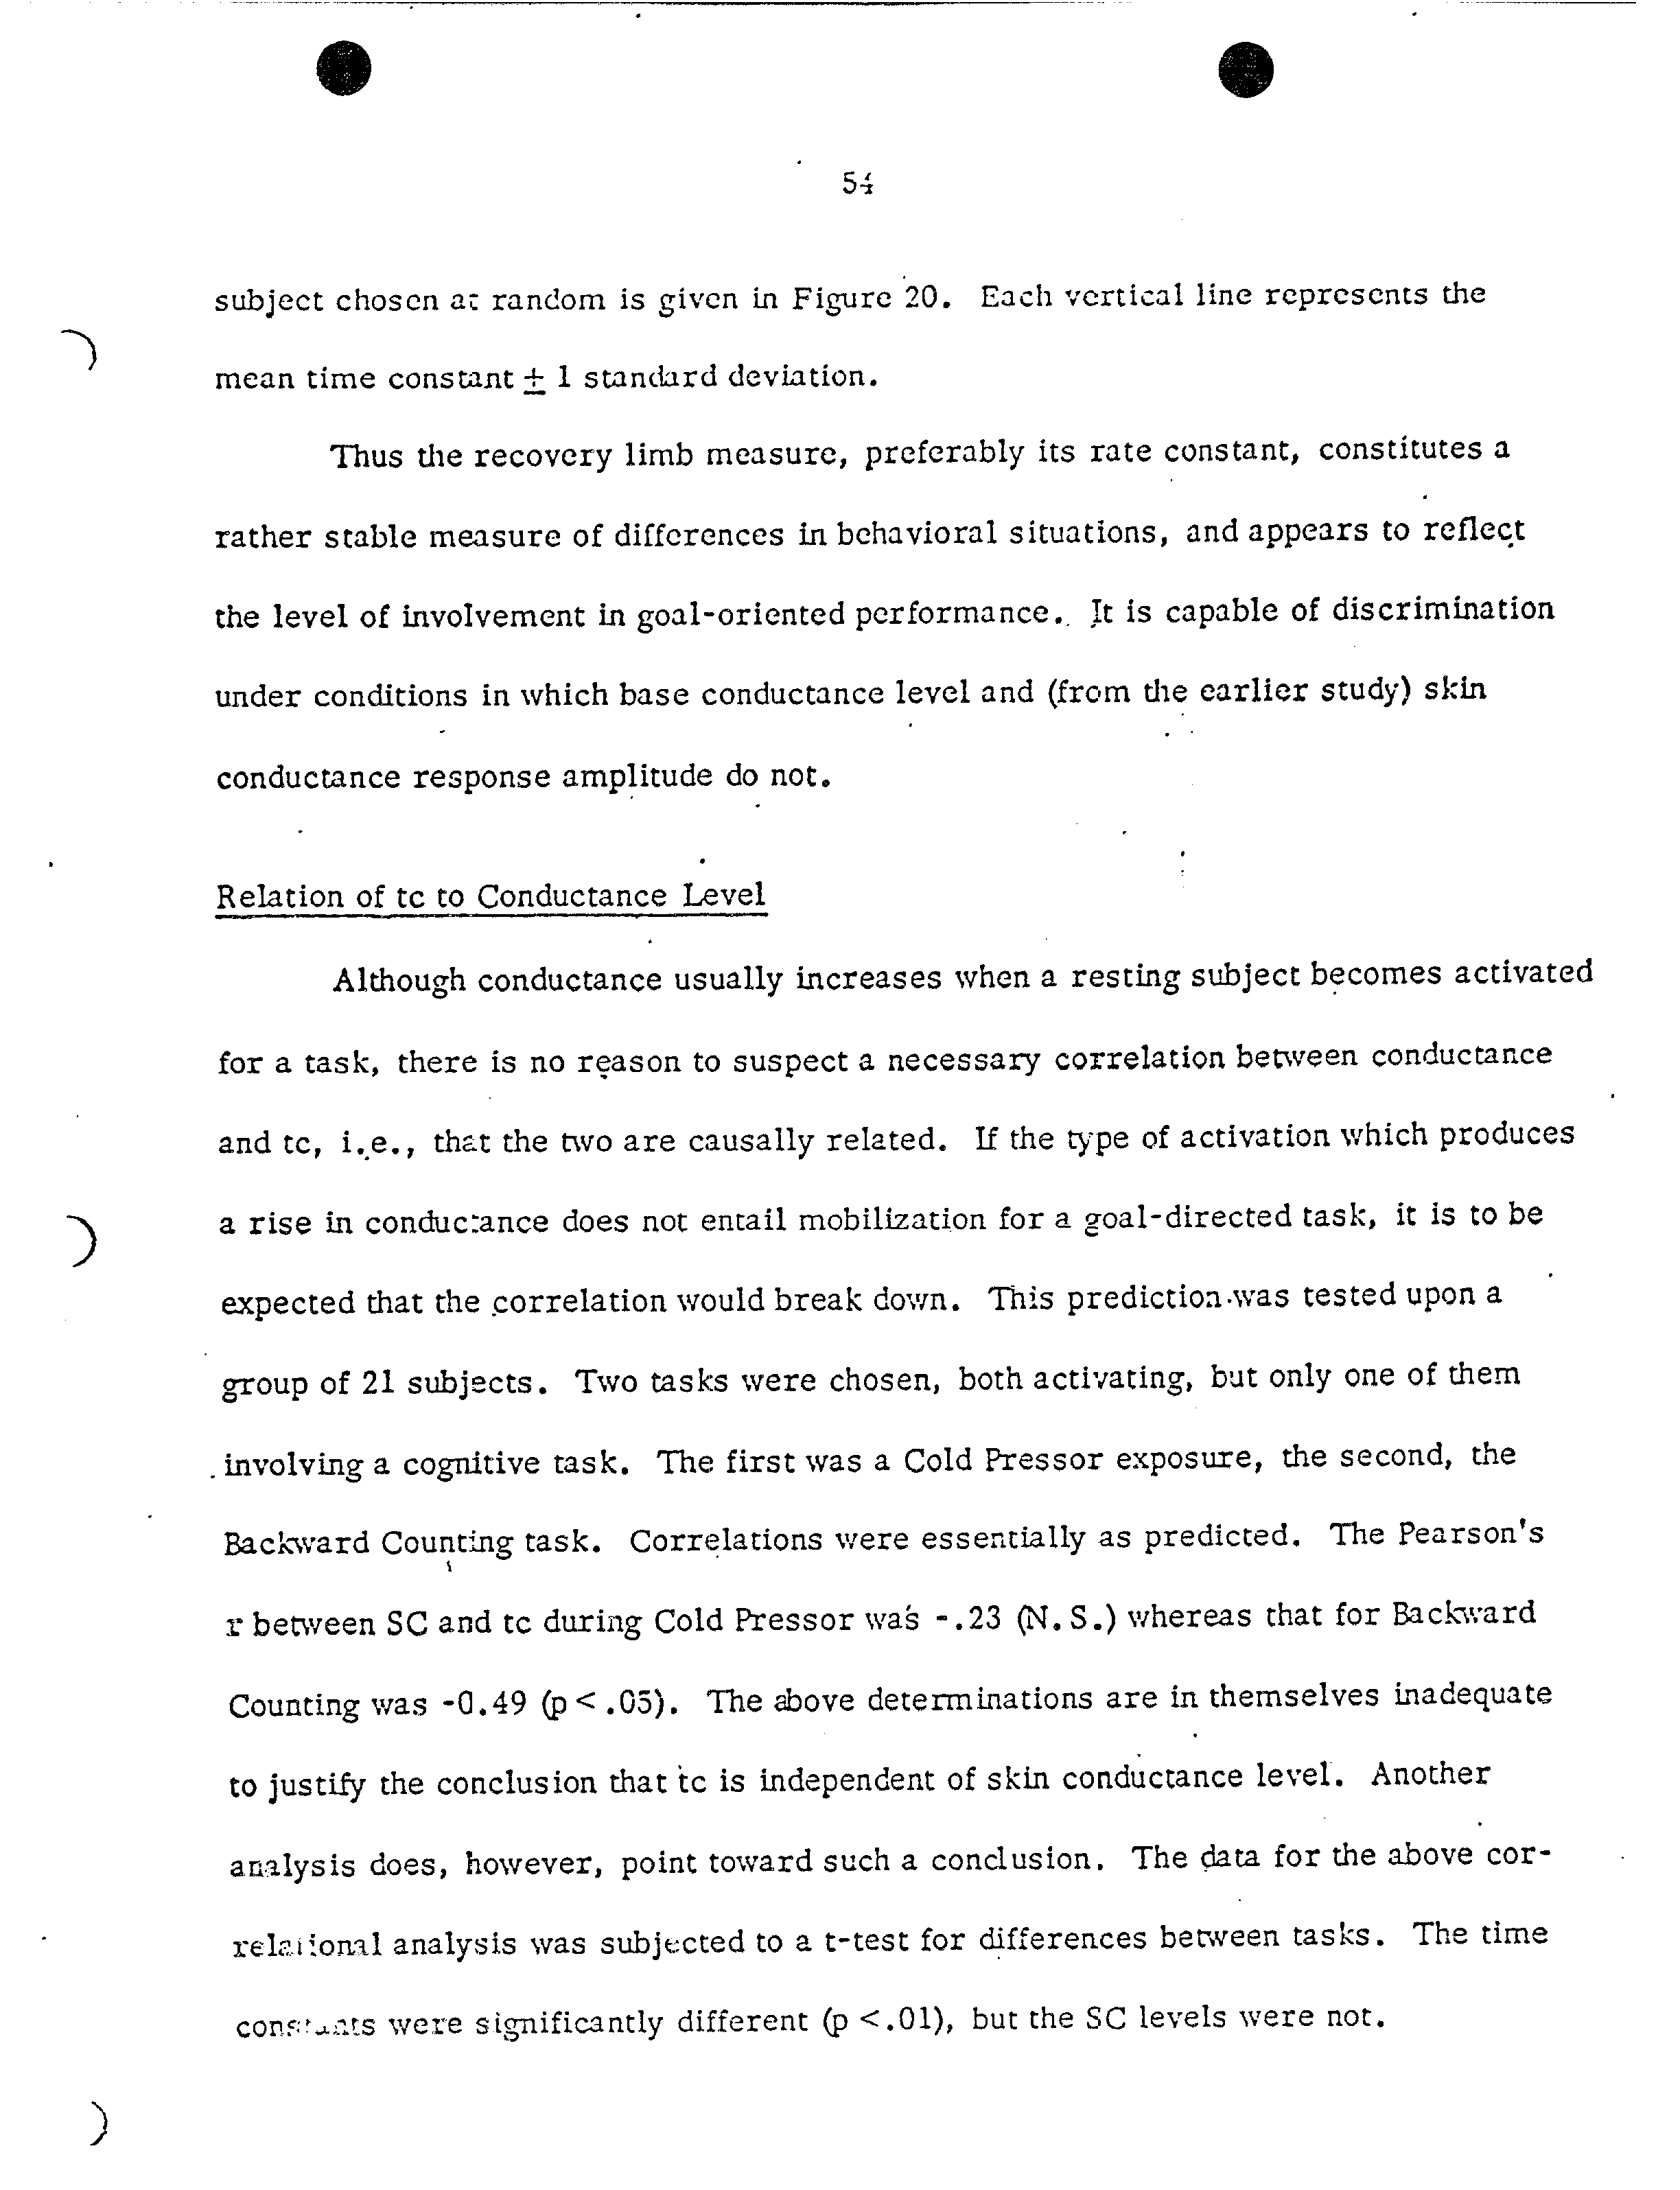 54
subject chosen at random is given in Figure 20. Each vertical line represents the
mean time constant ± 1 standard deviation.
Thus the recovery limb measure, preferably its rate constant, constitutes a
rather stable measure of differences in behavioral situations, and appears to reflect
the level of involvement in goal-oriented performance. It is capable of discrimination
under conditions in which base conductance level and (from the earlier study) skin
conductance response amplitude do not.
Relation of tc to Conductance Level
Although conductance usually increases when a resting subject becomes activated
for a task, there is no reason to suspect a necessary correlation between conductance
and tc, i.e., that the two are causally related. If the type of activation which produces
a rise in conductance does not entail mobilization for a goal-directed task, it is to be
expected that the correlation would break down. This prediction was tested upon a
group of 21 subjects. Two tasks were chosen, both activating, but only one of them
involving a cognitive task. The first was a Cold Pressor exposure, the second, the
Backward Counting task. Correlations were essentially as predicted. The Pearson's
r between SC and tc during Cold Pressor was -.23 (N.S.) whereas that for Backward
Counting was -0.49 (p < .05). The above determinations are in themselves inadequate
to justify the conclusion that tc is independent of skin conductance level. Another
analysis does, however, point toward such a conclusion. The data for the above cor-
relational analysis was subjected to a t-test for differences between tasks. The time
constants were significantly different (p <.01), but the SC levels were not.